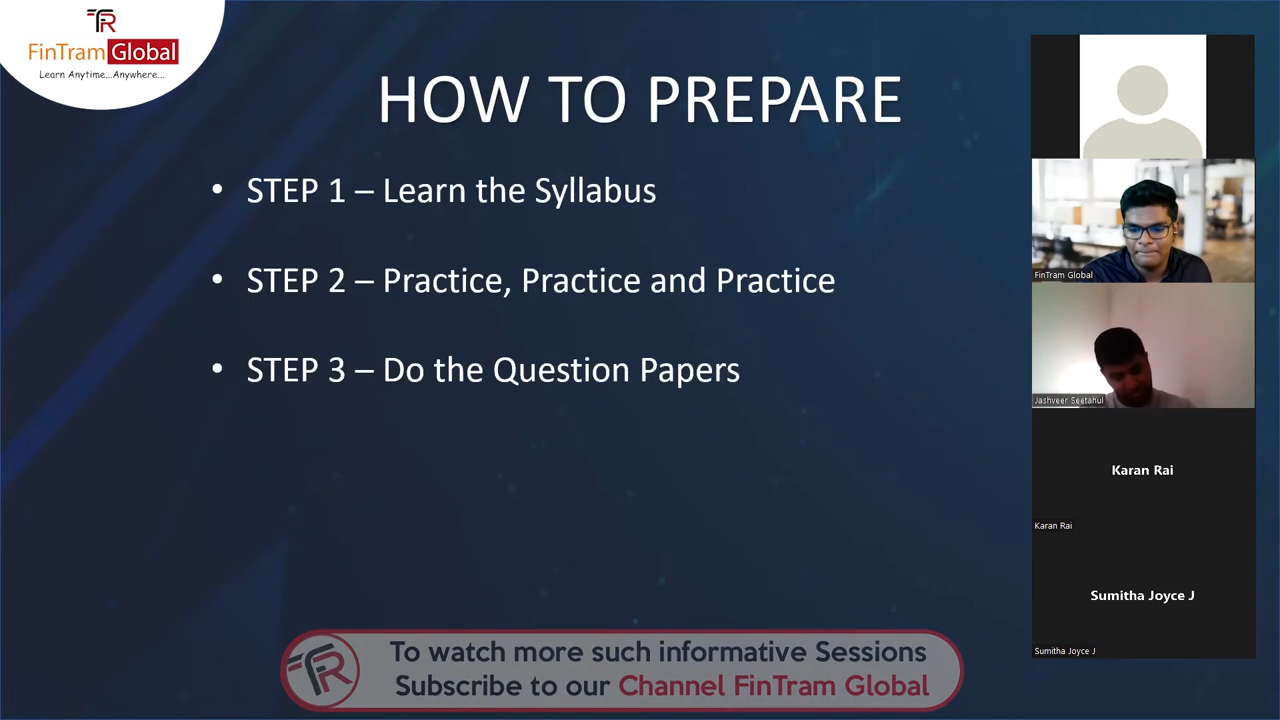 FR
FinTram Global
Learn Anytime...Anywhere...
HOW TO PREPARE
• STEP 1 – Learn the Syllabus
• STEP 2 – Practice, Practice and Practice
• STEP 3 – Do the Question Papers
FinTram Global
Jashveer Seetahul
Karan Rai
Karan Rai
Sumitha Joyce J
Sumitha Joyce J
FR
To watch more such informative Sessions
Subscribe to our Channel FinTram Global